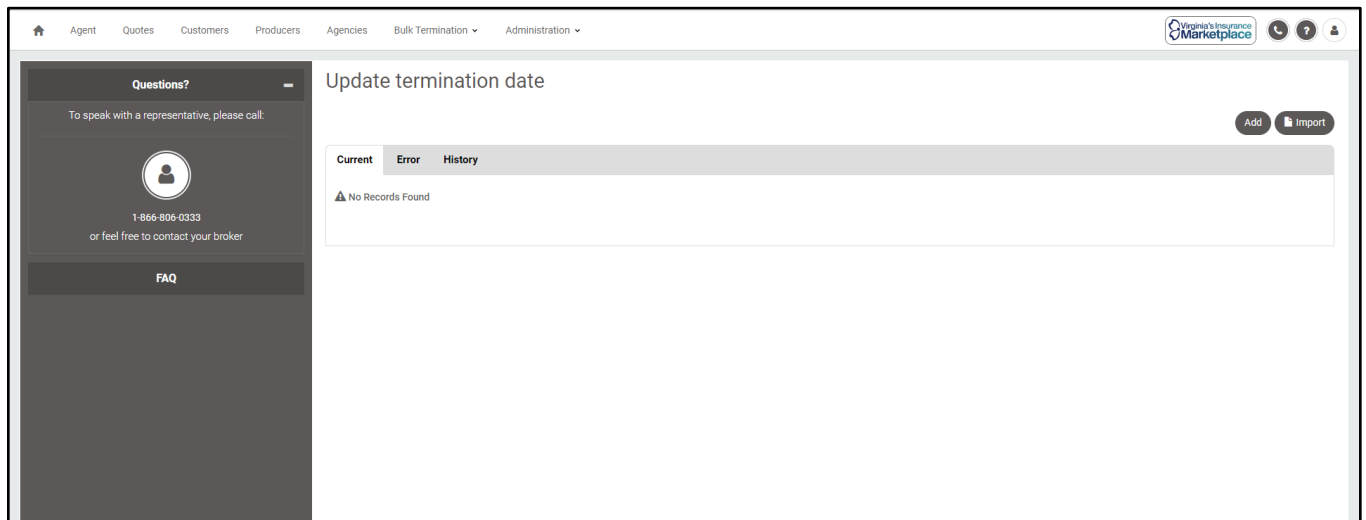 Agent Quotes Customers Producers Agencies Bulk Termination Administration
Virginia's Insurance
Marketplace
?
Questions?
To speak with a representative, please call:
1-866-806-0333
or feel free to contact your broker
FAQ
Update termination date
Add Import
Current Error History
No Records Found